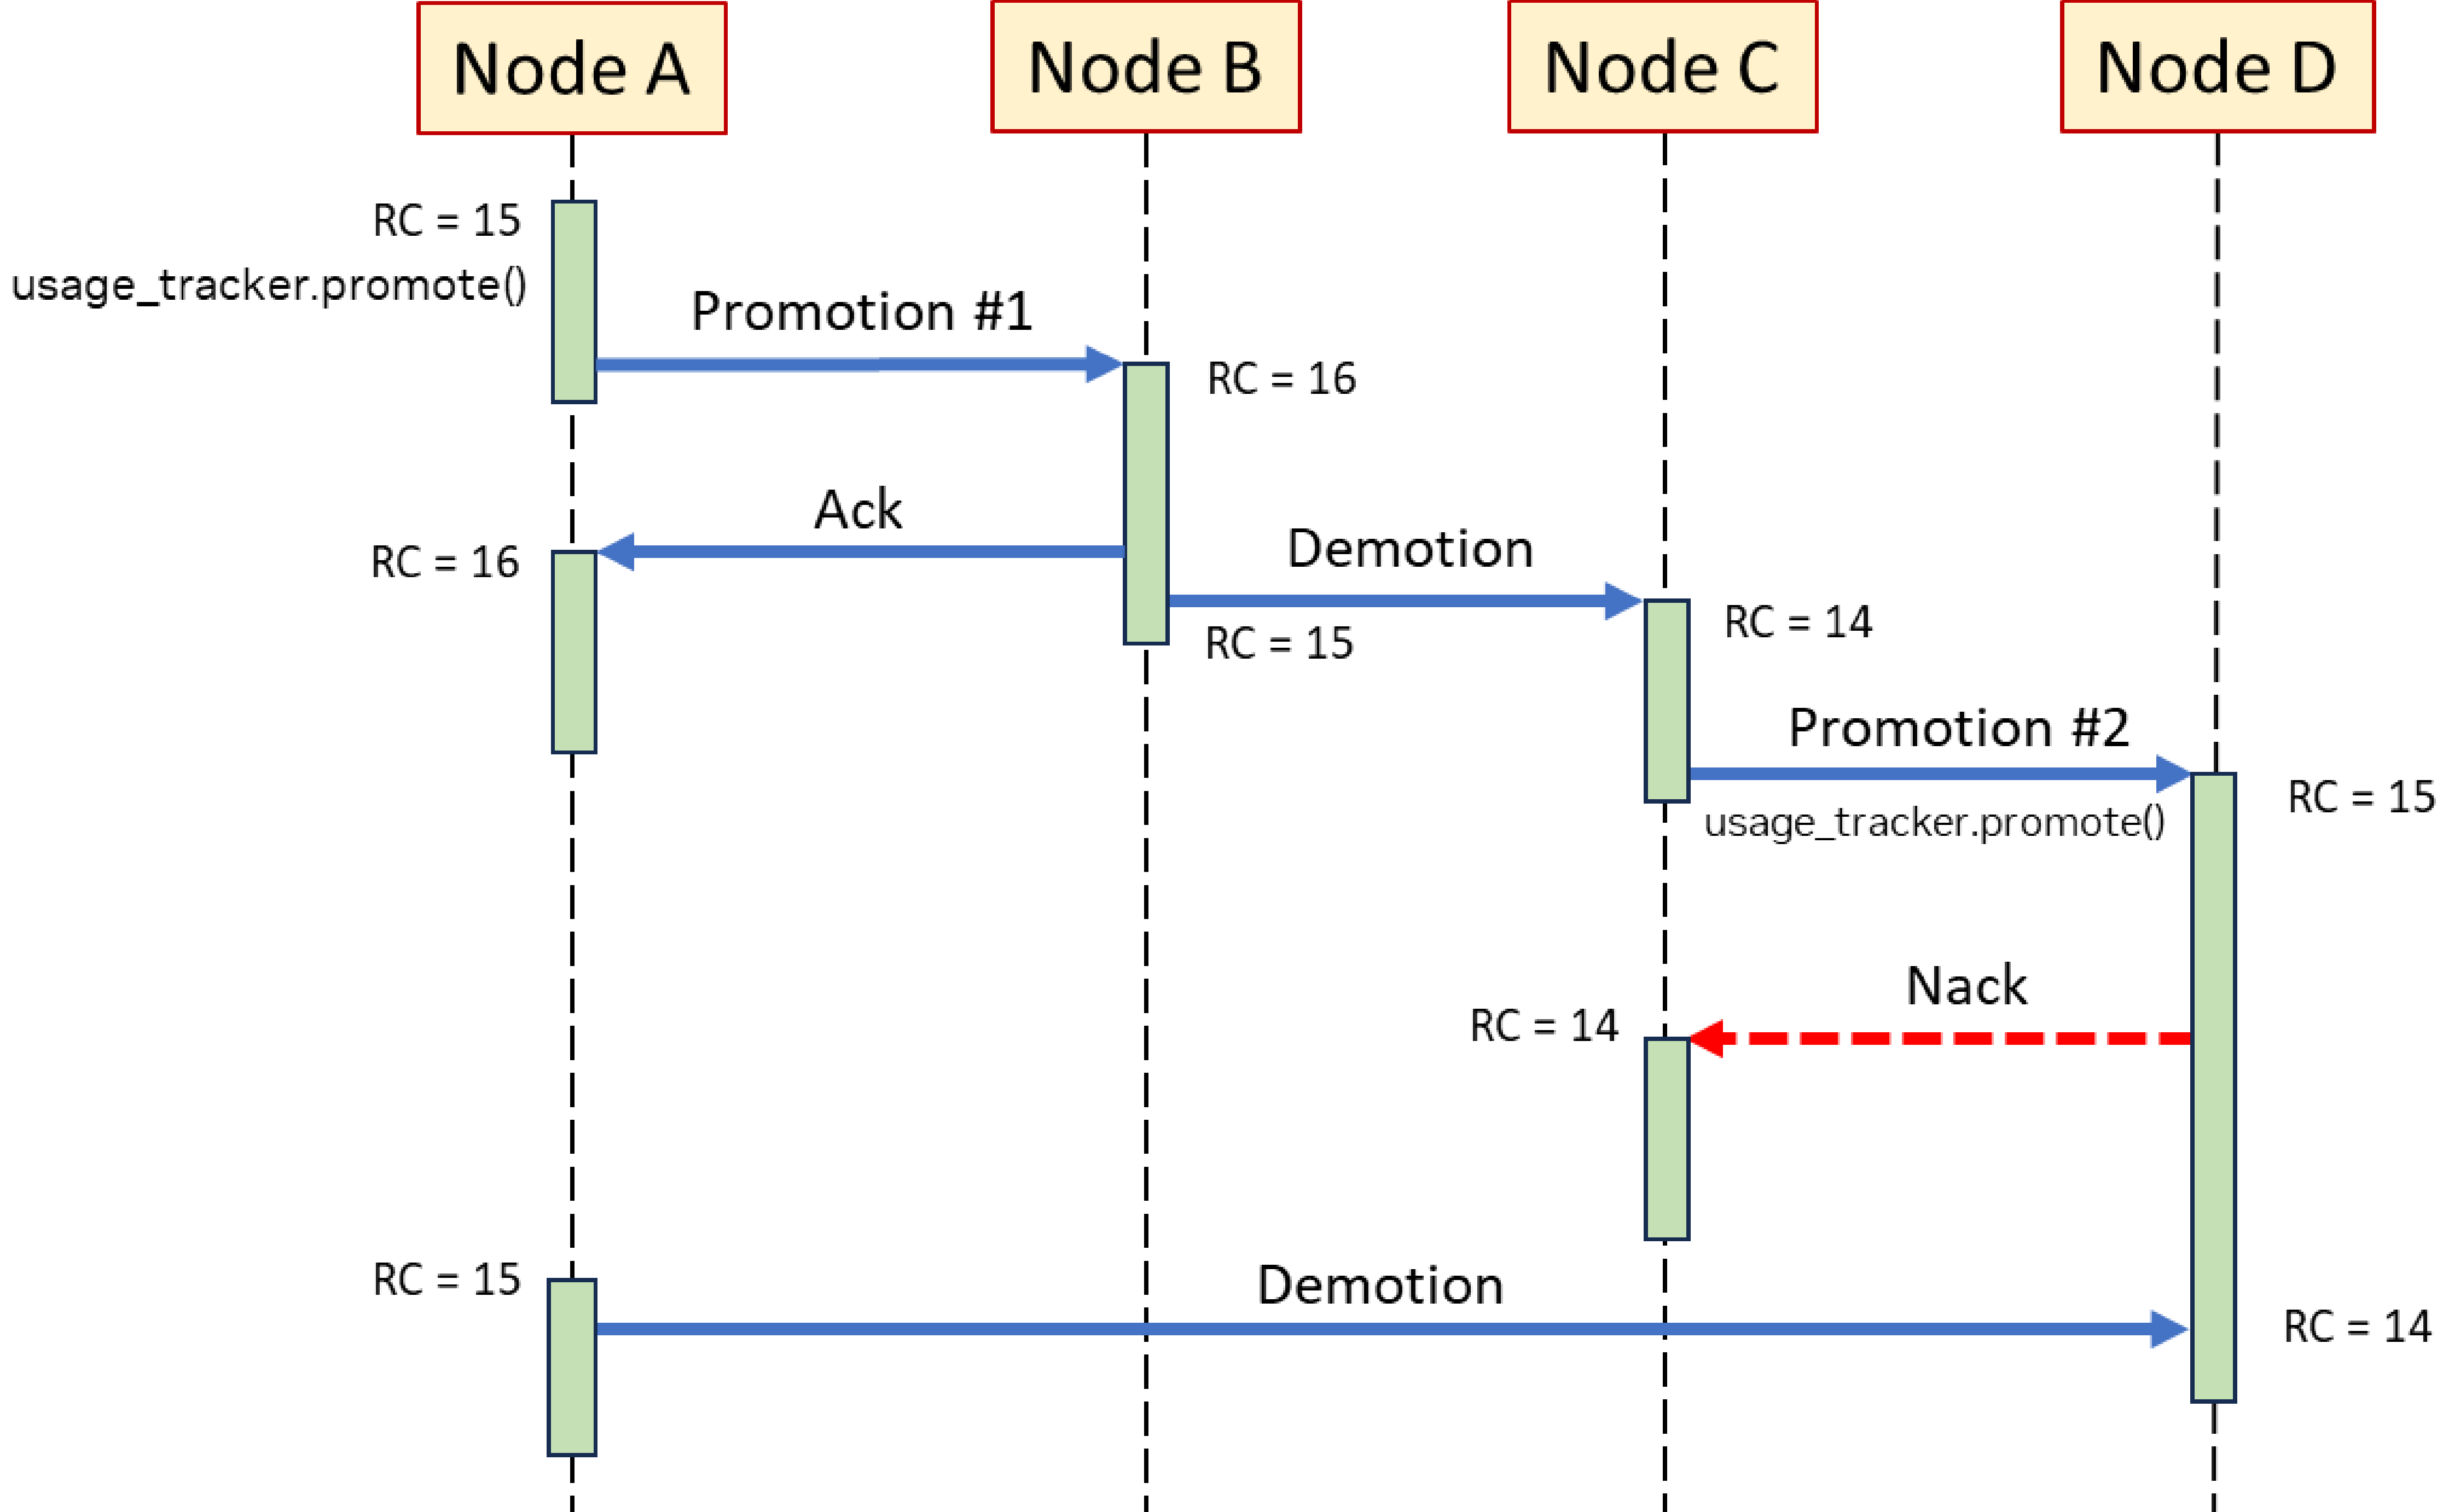 Node A
Node B
Node C
Node D
RC = 15
usage_tracker.promote()
Promotion #1
RC = 16
Ack
RC = 16
Demotion
RC = 15
RC = 14
Promotion #2
RC = 15
usage_tracker.promote()
Nack
RC = 14
RC = 15
Demotion
RC = 14